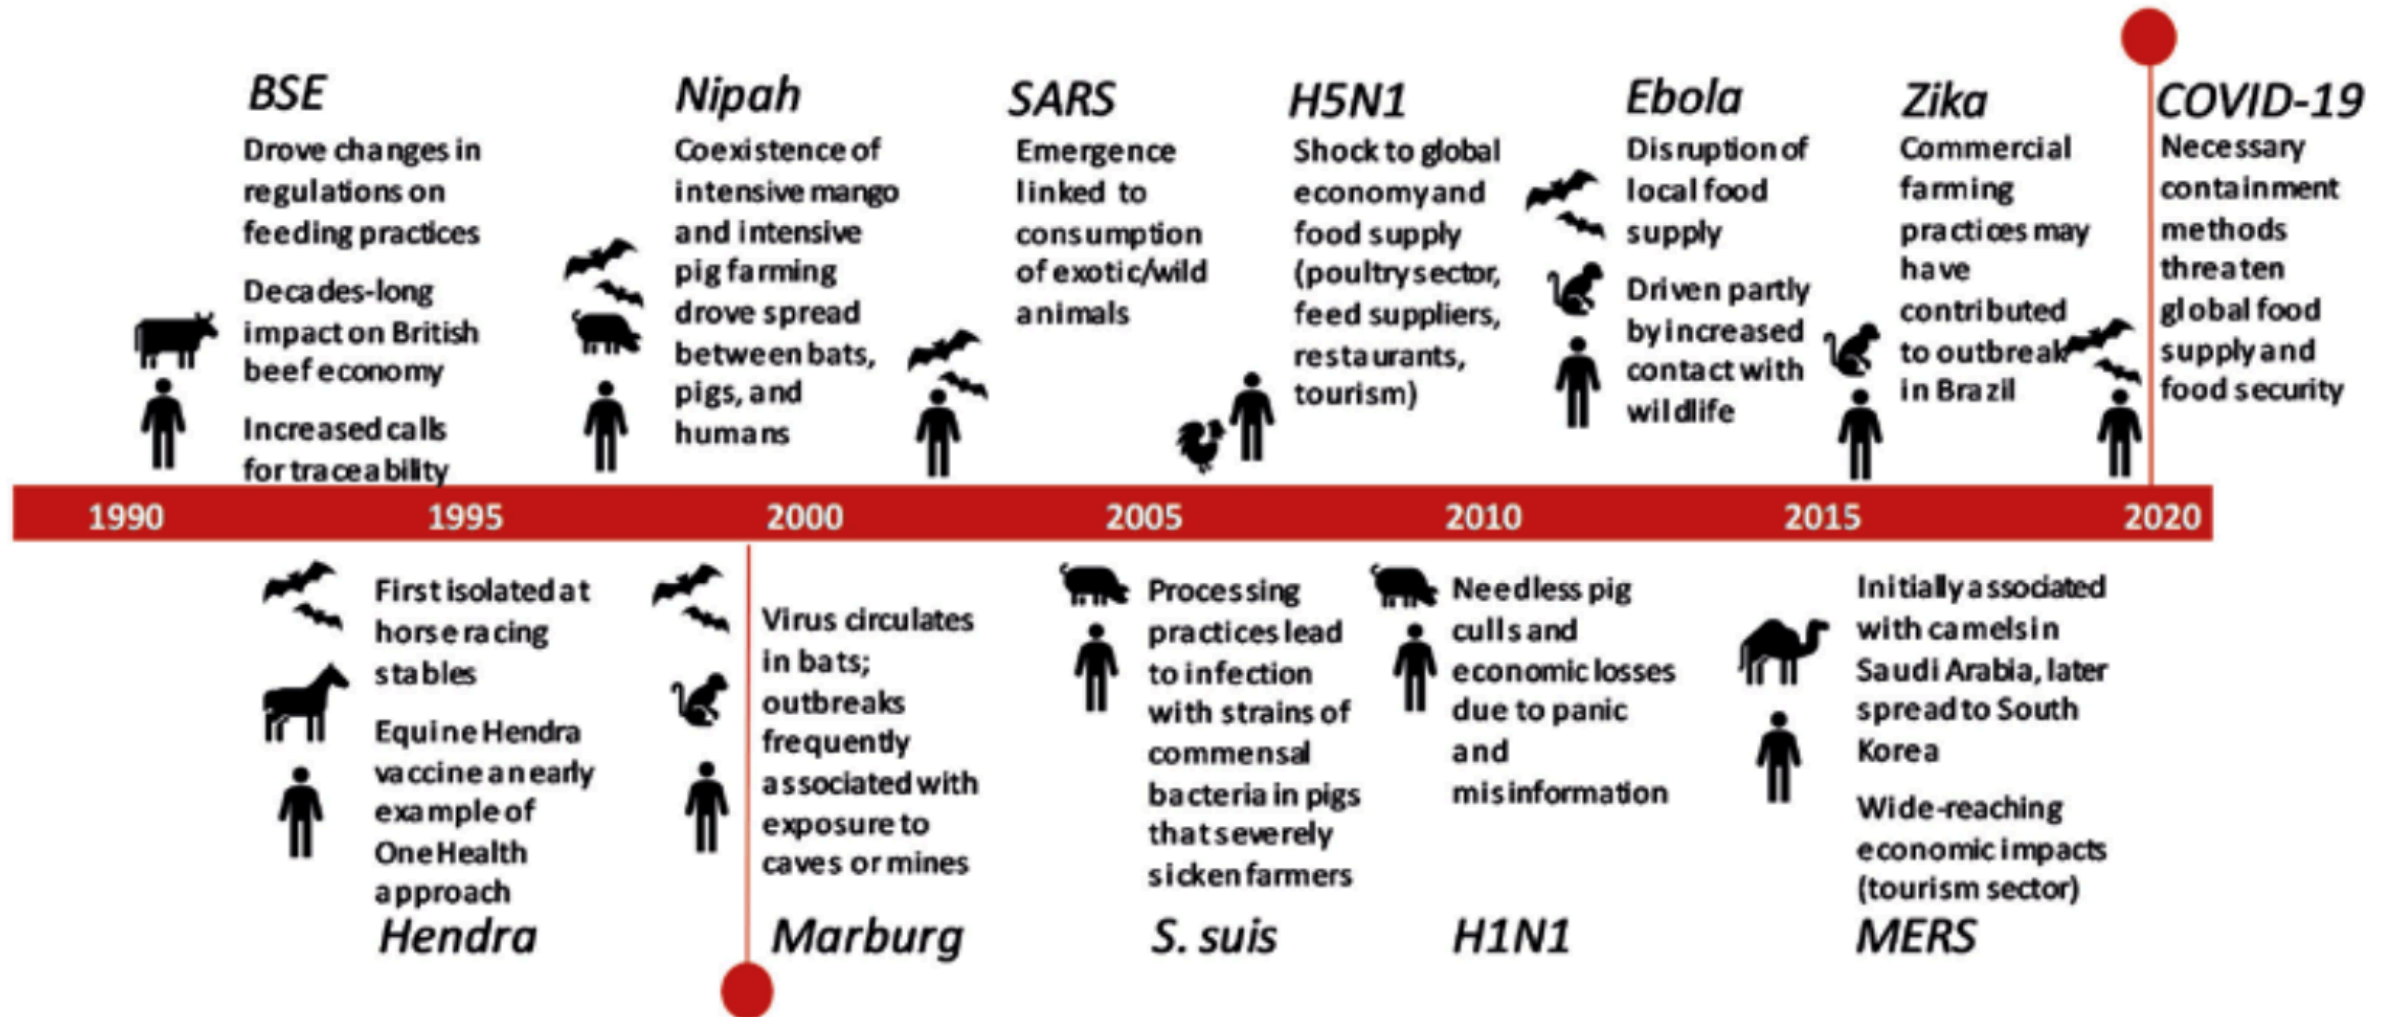 BSE
Drove changes in
regulations on
feeding practices
Decades-long
impact on British
beef economy
Increased calls
for traceability
Nipah
Coexistence of
intensive mango
and intensive
pig farming
drove spread
between bats,
pigs, and
humans
SARS
Emergence
linked to
consumption
of exotic/wild
animals
H5N1
Shock to global
economy and
food supply
(poultry sector,
feed suppliers,
restaurants,
tourism)
Ebola
Disruption of
local food
supply
Driven partly
by increased
contact with
wildlife
Zika
Commercial
farming
practices may
have
contributed
to outbreak
in Brazil
COVID-19
Necessary
containment
methods
threaten
global food
supply and
food security
1990 1995 2000 2005 2010 2015 2020
First isolated at
horse racing
stables
Equine Hendra
vaccine an early
example of
One Health
approach
Hendra
Virus circulates
in bats;
outbreaks
frequently
associated with
exposure to
caves or mines
Marburg
Processing
practices lead
to infection
with strains of
commensal
bacteria in pigs
that severely
sicken farmers
S. suis
Needless pig
culls and
economic losses
due to panic
and
misinformation
H1N1
Initially associated
with camels in
Saudi Arabia, later
spread to South
Korea
Wide-reaching
economic impacts
(tourism sector)
MERS